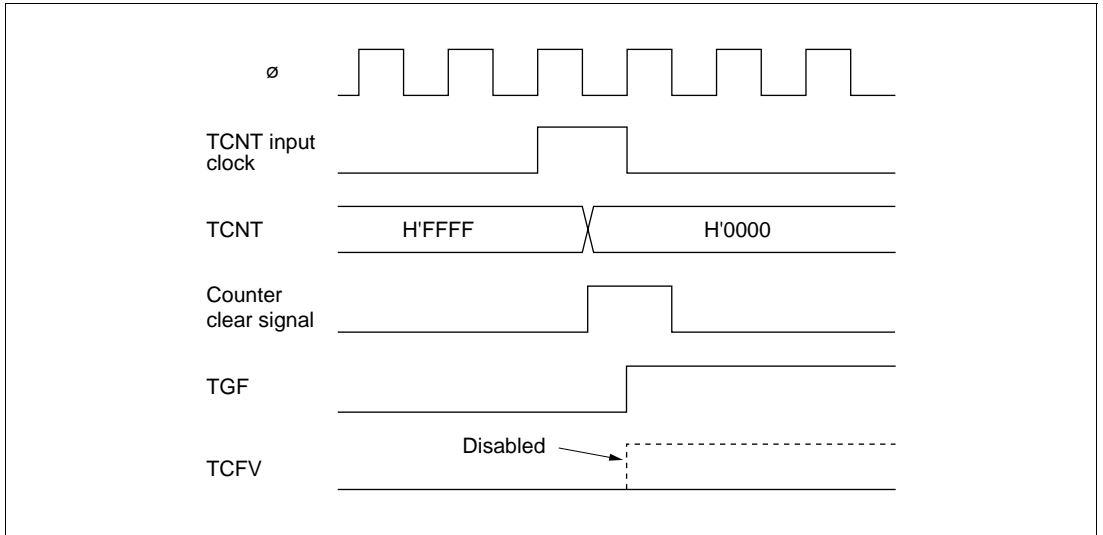 ø
TCNT input
clock
TCNT
H'FFFF
H'0000
Counter
clear signal
TGF
Disabled
TCFV